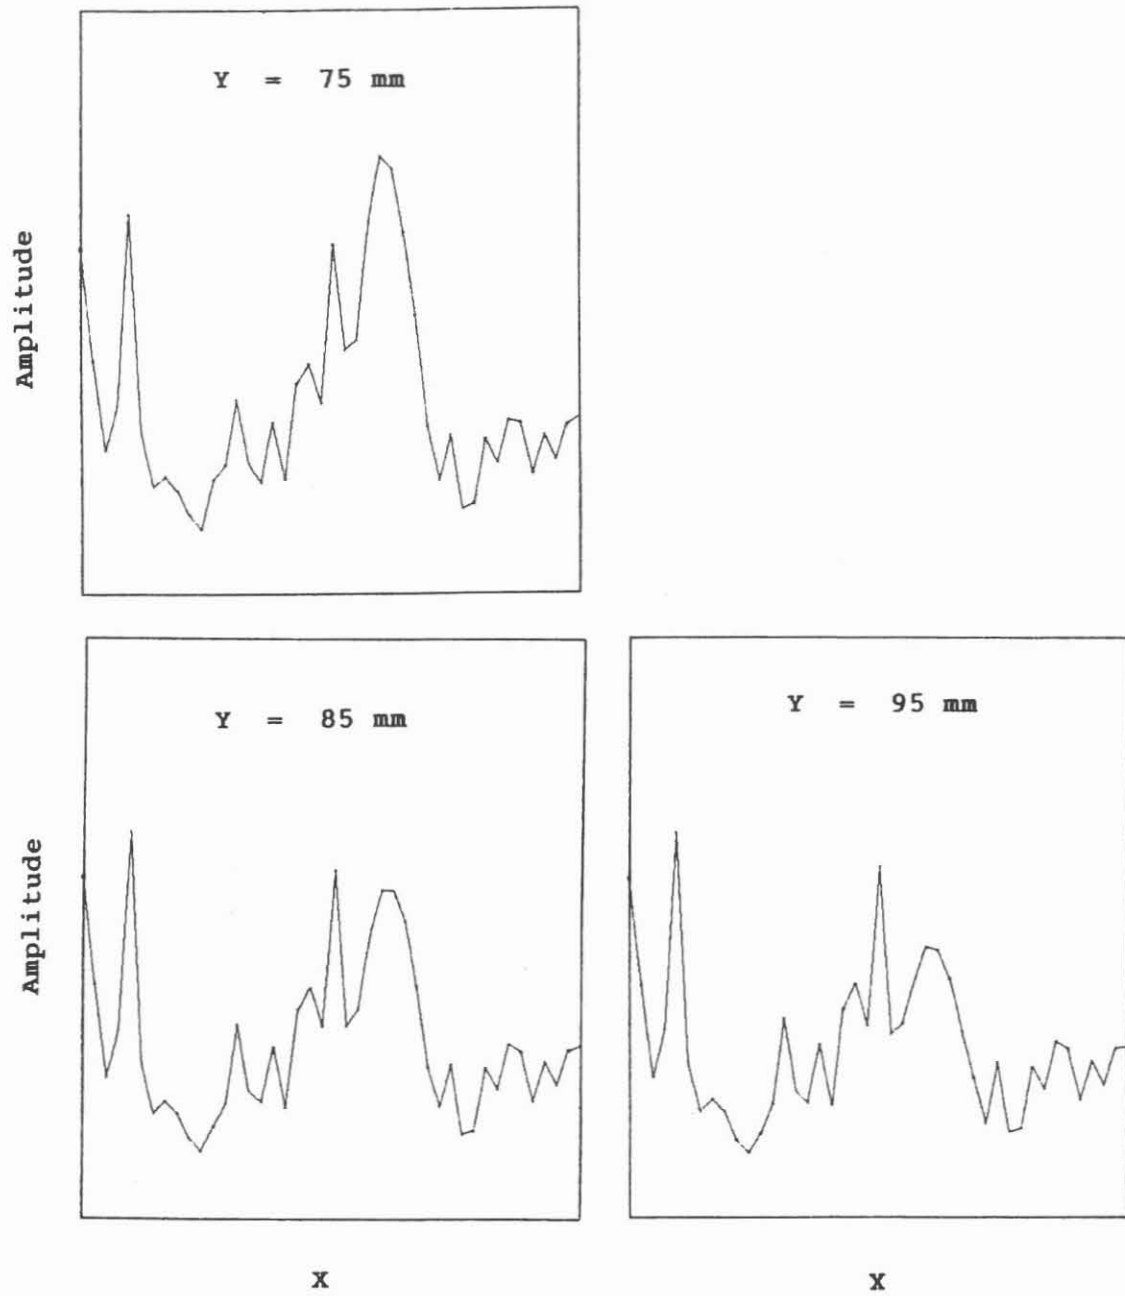 Y = 75 mm
Amplitude
Y = 85 mm
Y = 95 mm
Amplitude
X
X